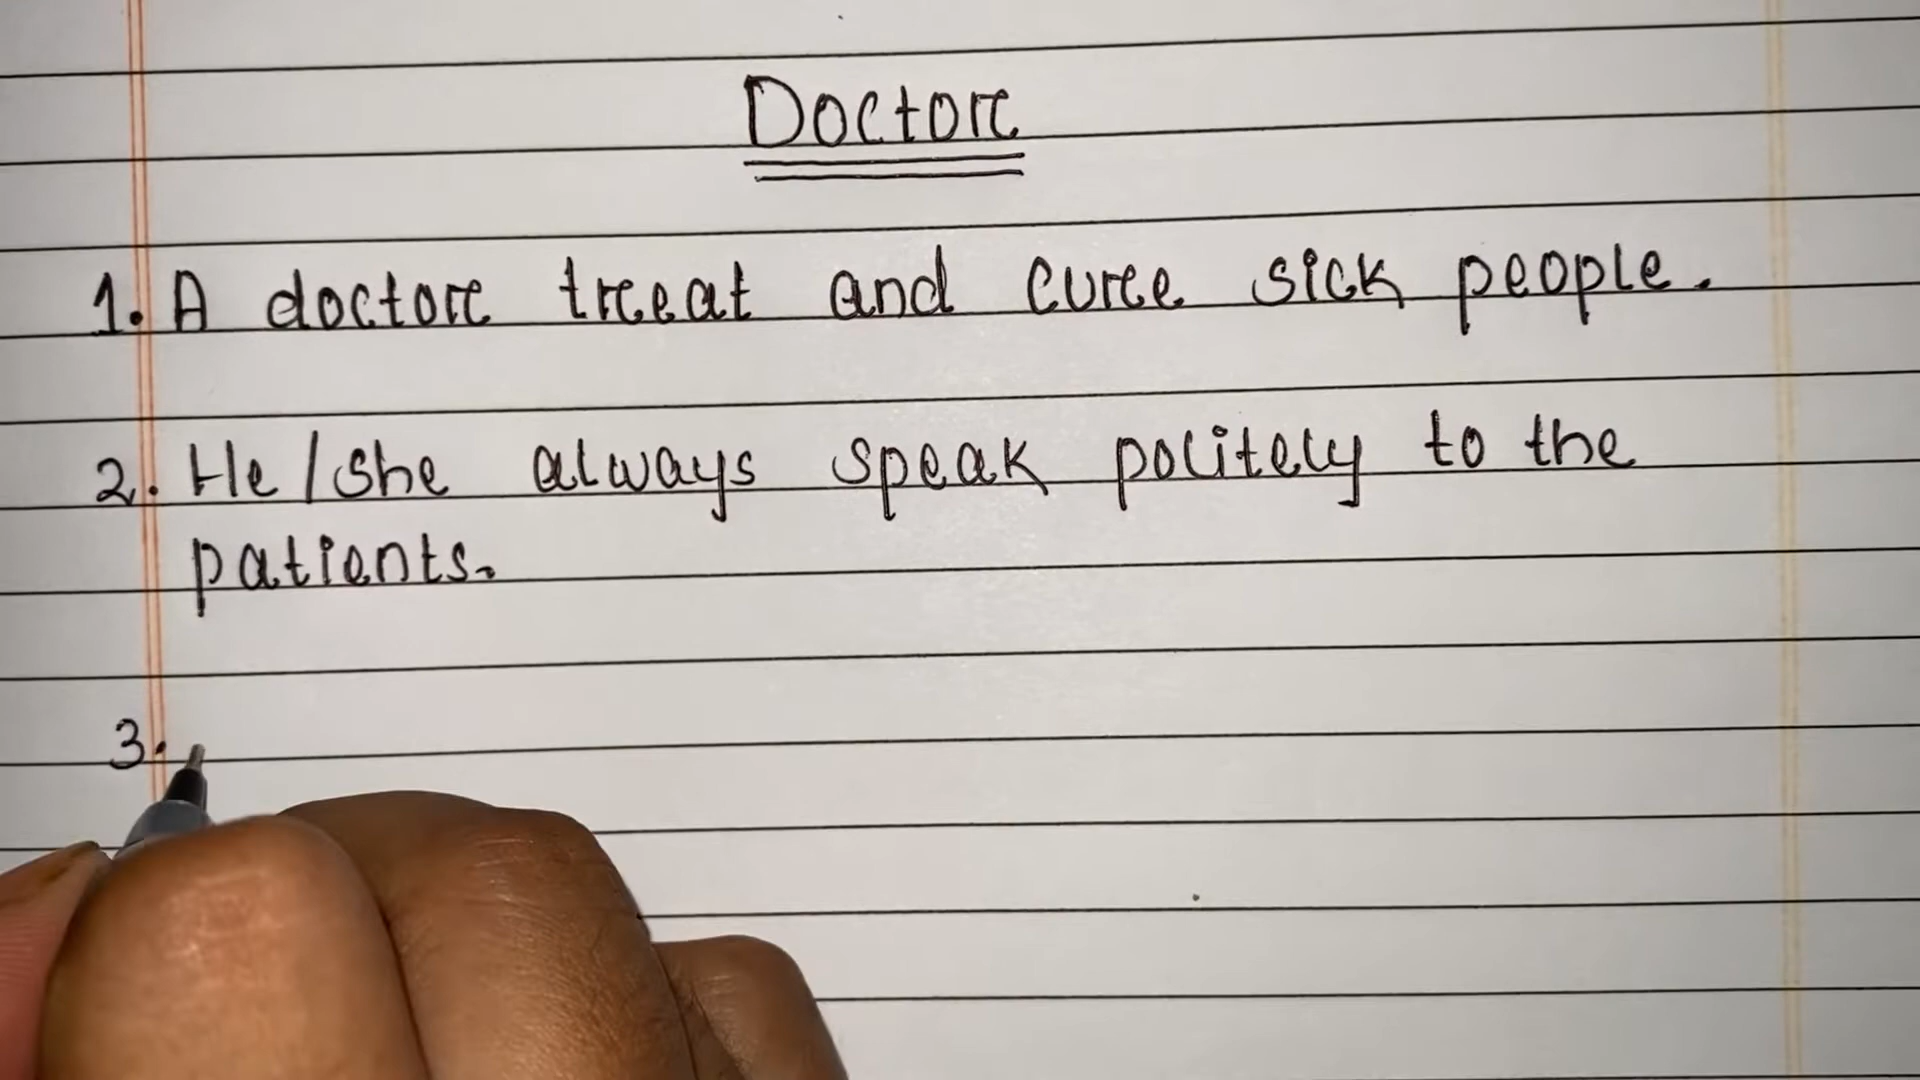 Doctor
1. A doctor treat and cure sick people.
2. He/she always speak politely to the
patients.
3.